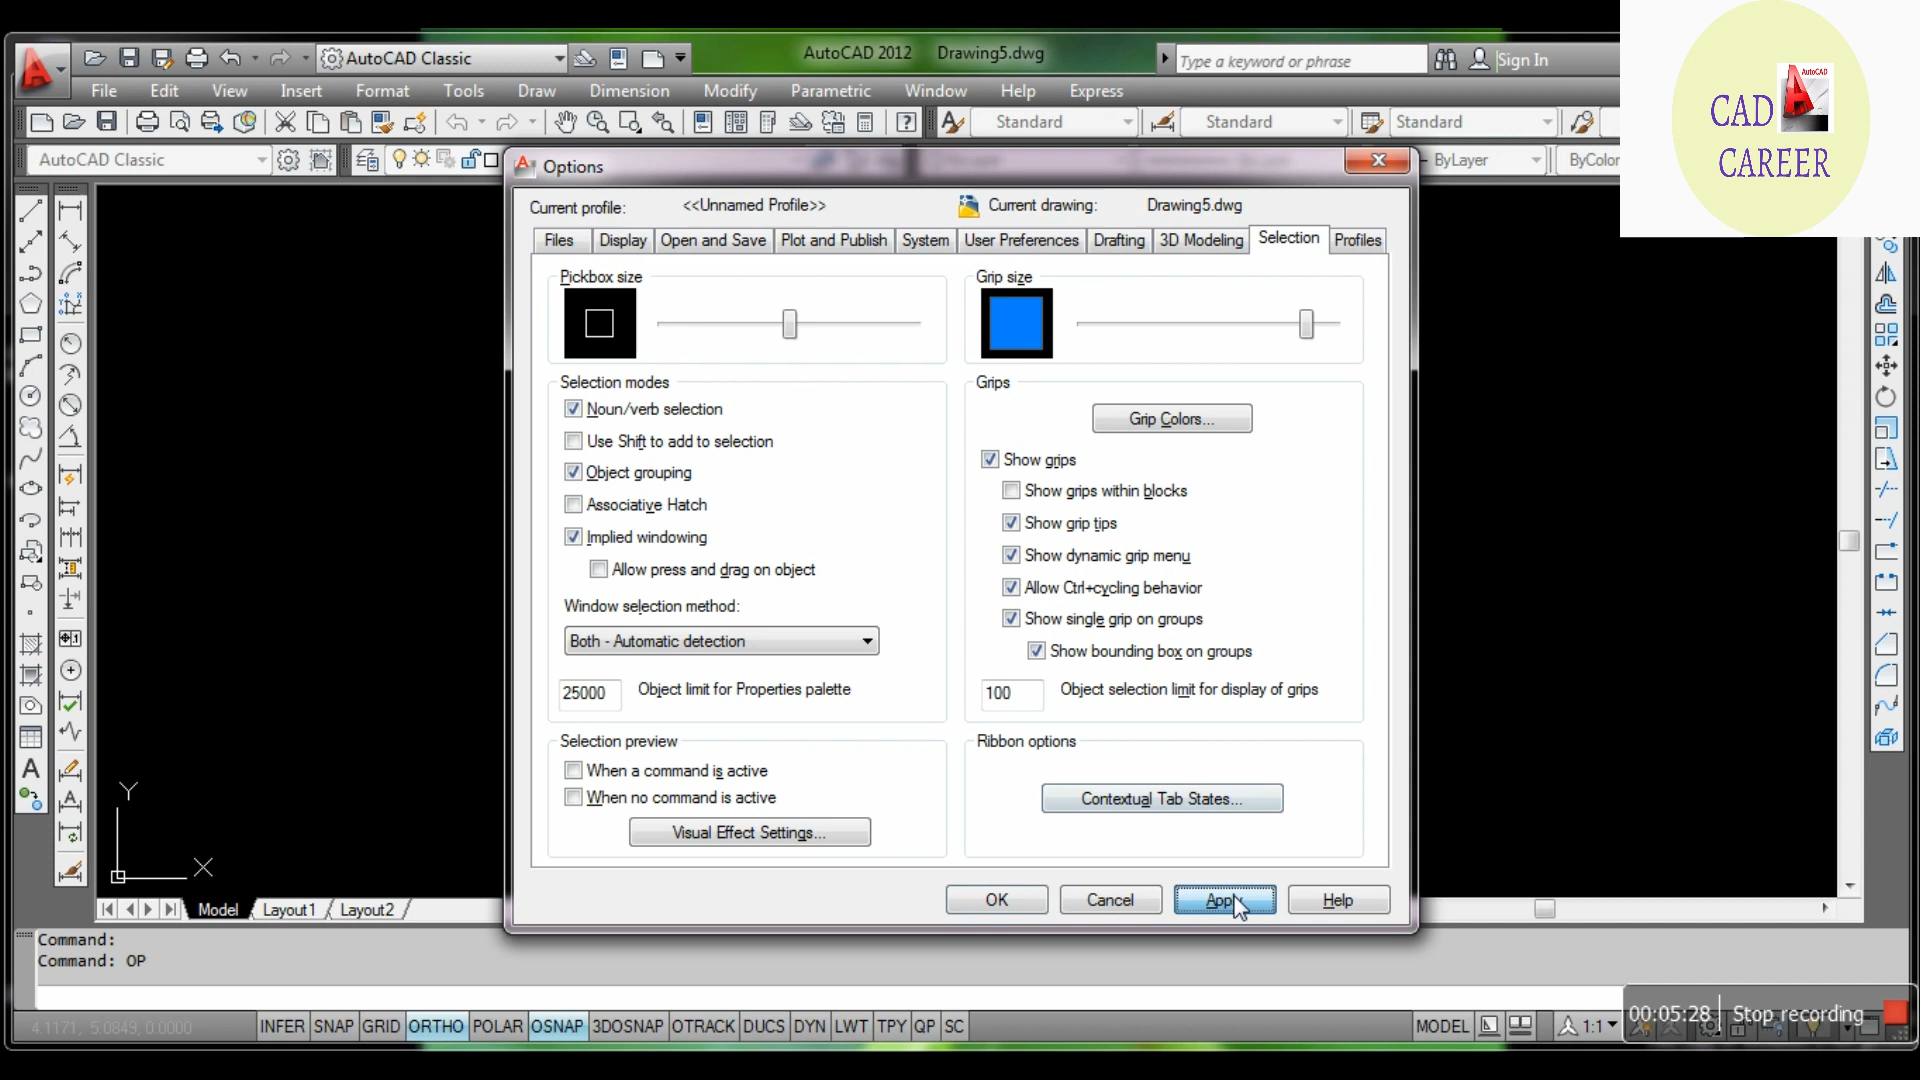 AutoCAD Classic
AutoCAD 2012 Drawing5.dwg
Type a keyword or phrase
Sign In
File Edit View Insert Format Tools Draw Dimension Modify Parametric Window Help Express
Standard Standard Standard
AutoCAD Classic
ByLayer ByColor
AutoCAD
CAD
CAREER
Options
Current profile: <<Unnamed Profile>> Current drawing: Drawing5.dwg
Files Display Open and Save Plot and Publish System User Preferences Drafting 3D Modeling Selection Profiles
Pickbox size
Grip size
Selection modes
Noun/verb selection
Use Shift to add to selection
Object grouping
Associative Hatch
Implied windowing
Allow press and drag on object
Window selection method:
Both - Automatic detection
25000 Object limit for Properties palette
Grips
Grip Colors...
Show grips
Show grips within blocks
Show grip tips
Show dynamic grip menu
Allow Ctrl+cycling behavior
Show single grip on groups
Show bounding box on groups
100 Object selection limit for display of grips
Selection preview
When a command is active
When no command is active
Visual Effect Settings...
Ribbon options
Contextual Tab States...
OK Cancel Apply Help
Y
X
Model Layout1 Layout2
Command:
Command: OP
4.1171, 5.0849, 0.0000 INFER SNAP GRID ORTHO POLAR OSNAP 3DOSNAP OTRACK DUCS DYN LWT TPY QP SC MODEL 1:1
00:05:28 Stop recording